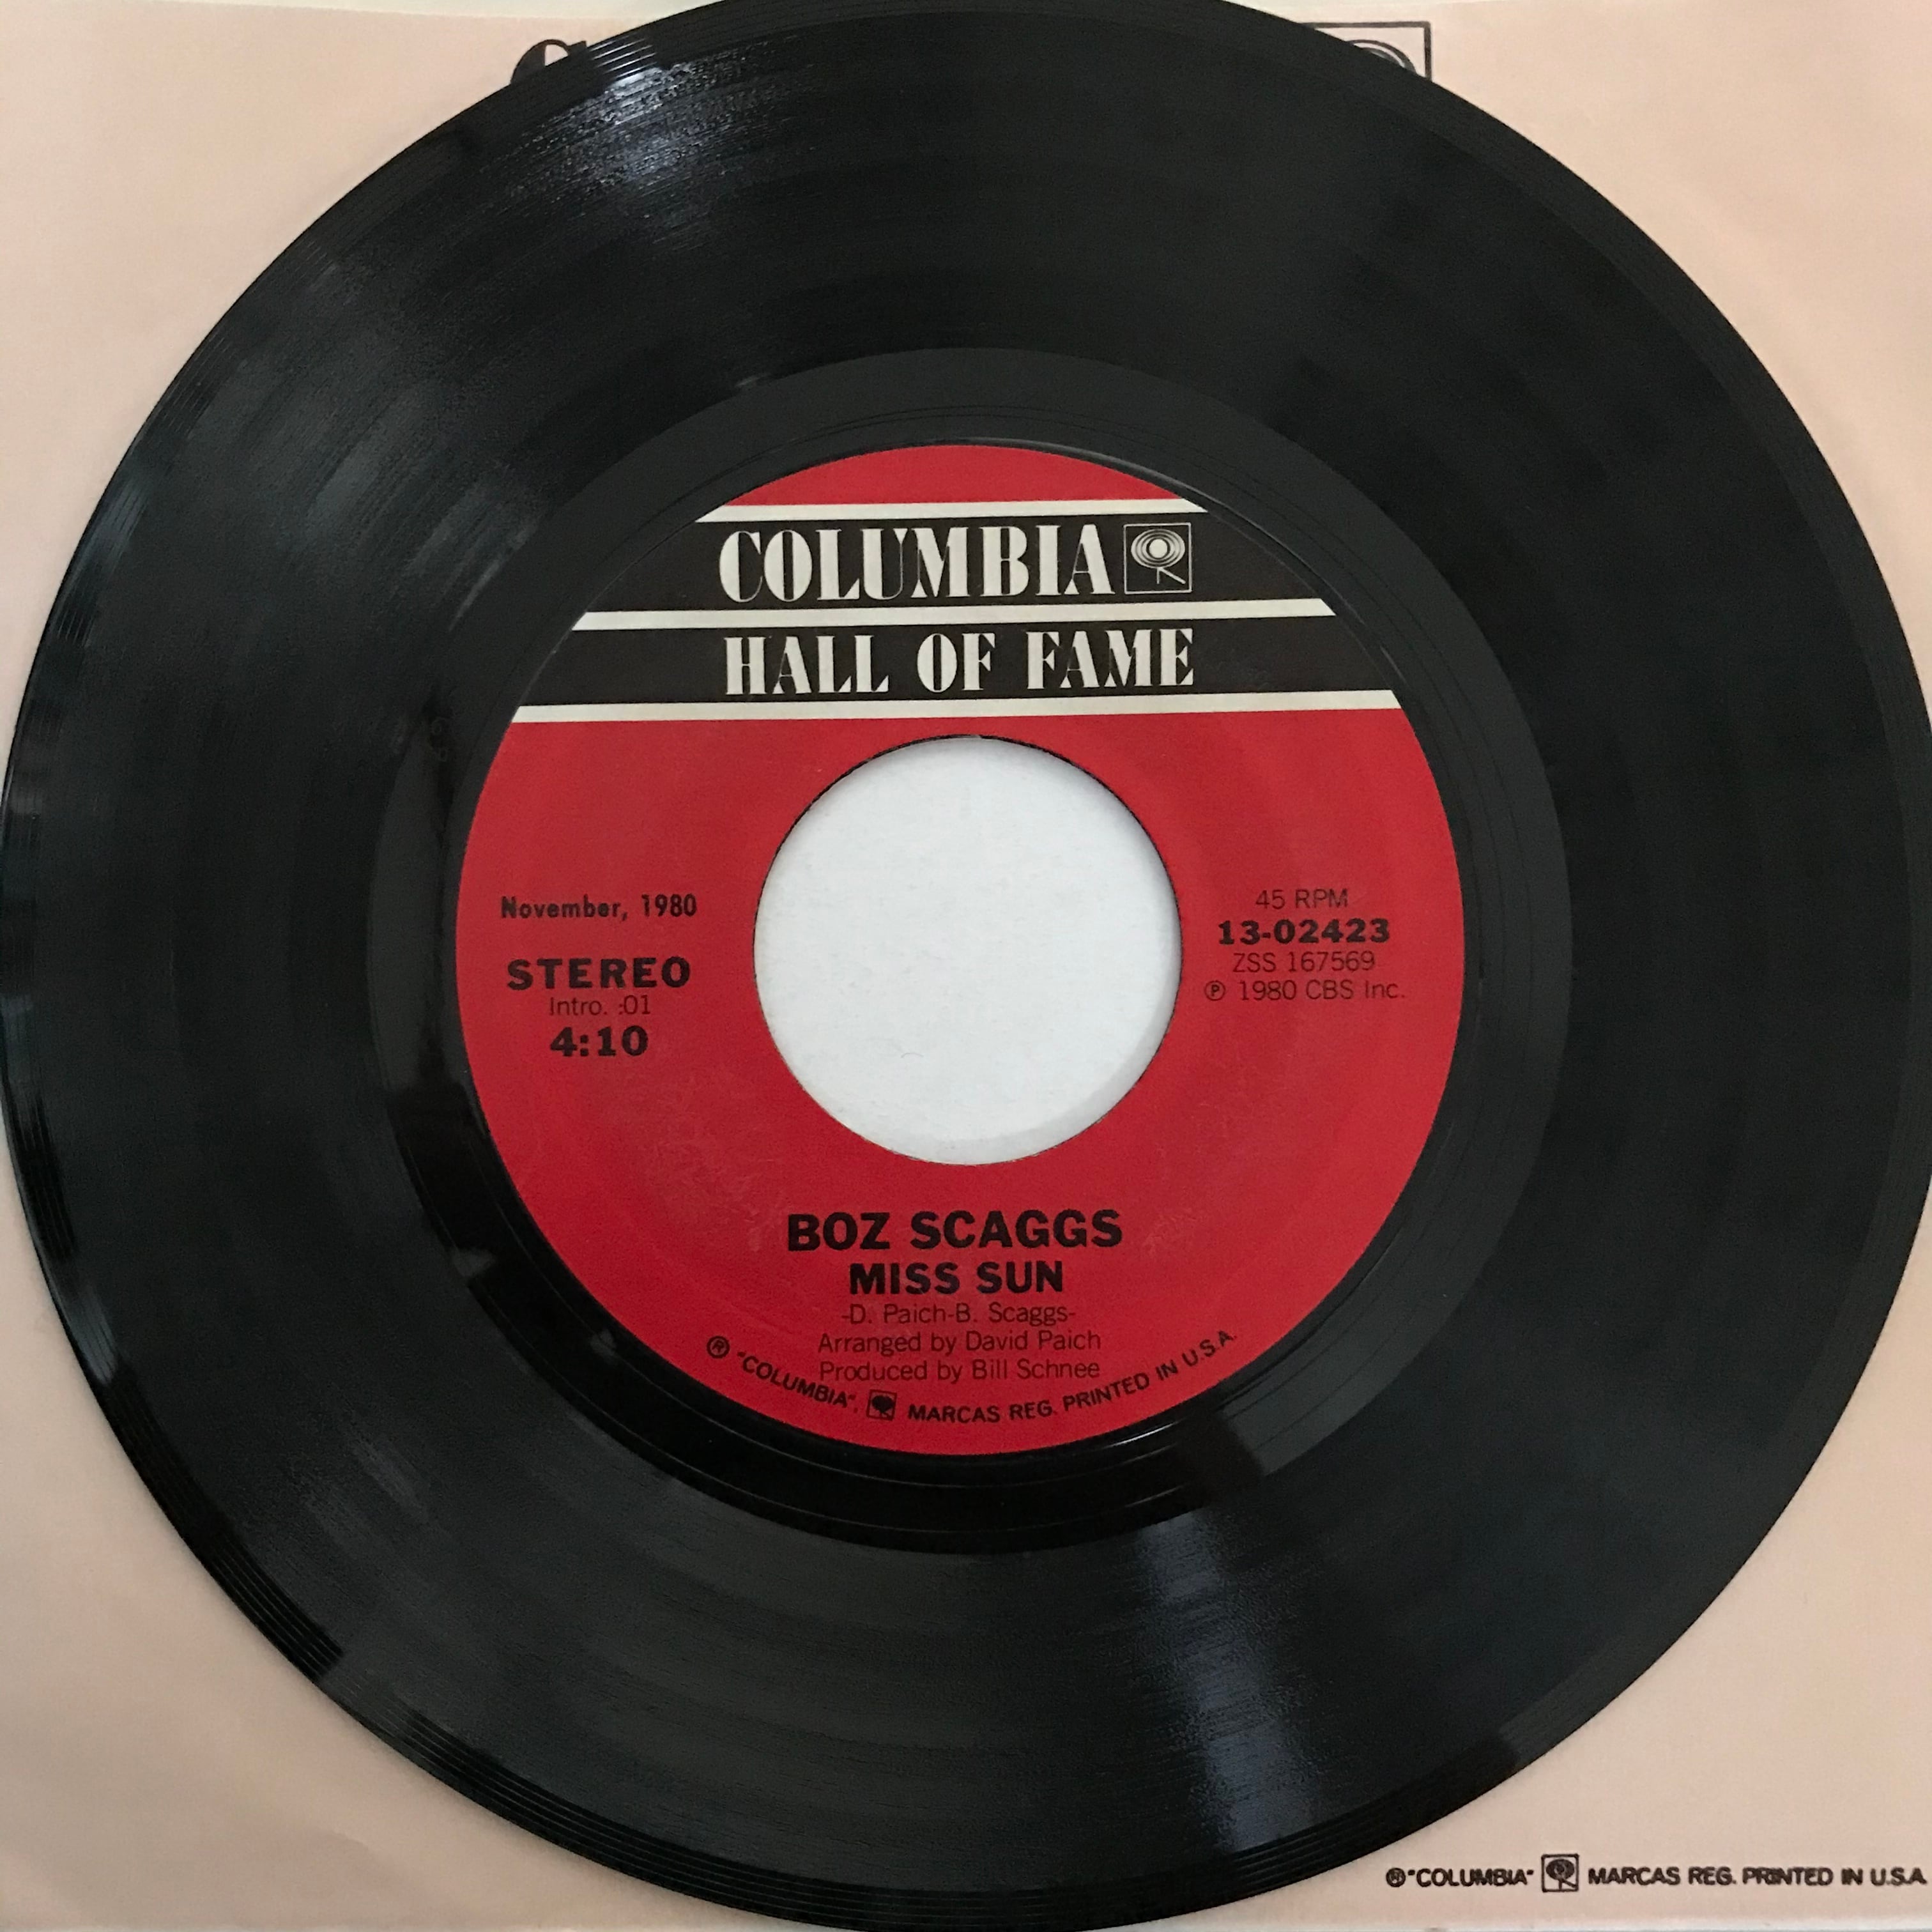 COLUMBIA
HALL OF FAME
November, 1980
STEREO
Intro. :01
4:10
45 RPM
13-02423
ZSS 167569
℗ 1980 CBS Inc.
BOZ SCAGGS
MISS SUN
-D. Paich-B. Scaggs-
Arranged by David Paich
Produced by Bill Schnee
® "COLUMBIA", MARCAS REG. PRINTED IN U.S.A.
® "COLUMBIA" MARCAS REG. PRINTED IN U.S.A.